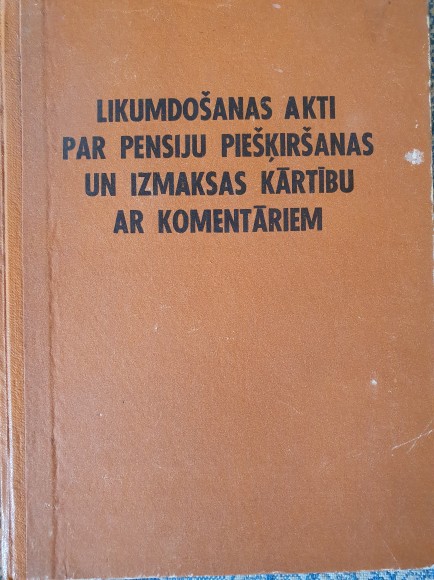 LIKUMDOŠANAS AKTI
PAR PENSIJU PIEŠĶIRŠANAS
UN IZMAKSAS KĀRTĪBU
AR KOMENTĀRIEM